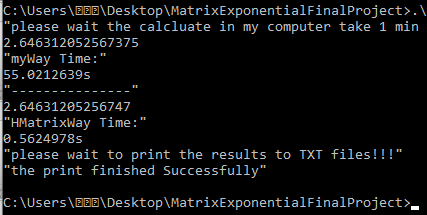 C:\Users\\Desktop\MatrixExponentialFinalProject>.\
"please wait the calcluate in my computer take 1 min
2.646312052567375
"myWay Time:"
55.0212639s
"---------------"
2.64631205256747
"HMatrixWay Time:"
0.5624978s
"please wait to print the results to TXT files!!!"
"the print finished Successfully"
C:\Users\\Desktop\MatrixExponentialFinalProject>